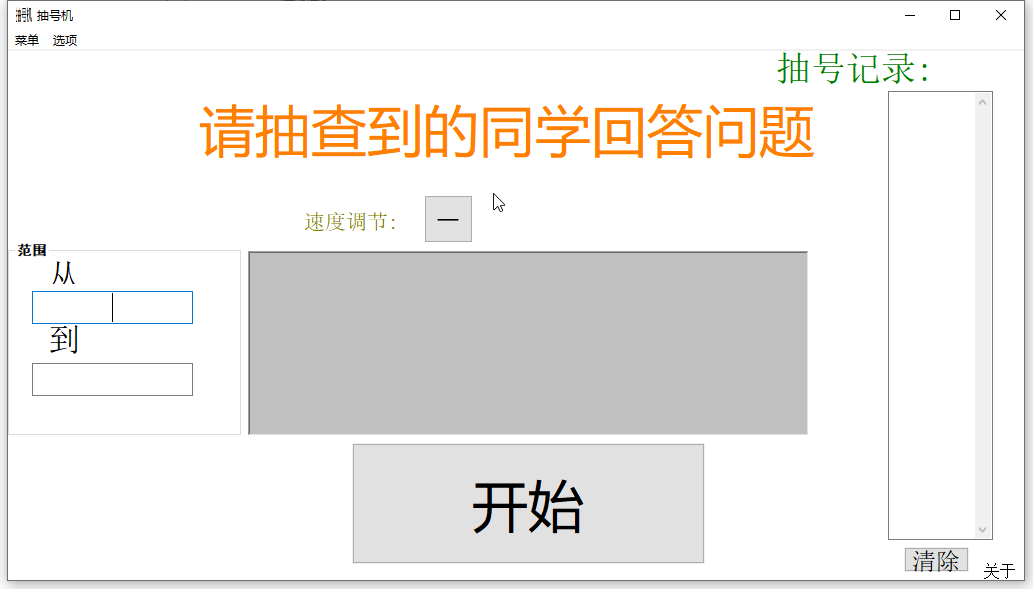 抽号机
菜单 选项
抽号记录：
请抽查到的同学回答问题
速度调节： 一
范围
从
到
开始
清除
关于